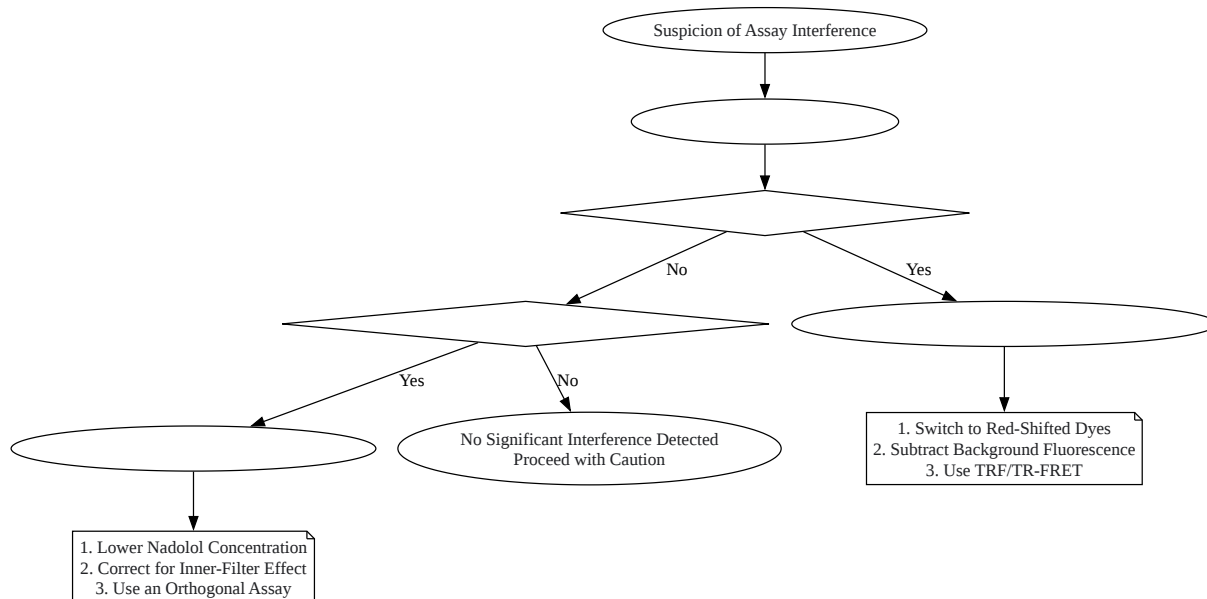 Suspicion of Assay Interference
No
Yes
Yes
No
No Significant Interference Detected
Proceed with Caution
1. Switch to Red-Shifted Dyes
2. Subtract Background Fluorescence
3. Use TRF/TR-FRET
1. Lower Nadolol Concentration
2. Correct for Inner-Filter Effect
3. Use an Orthogonal Assay